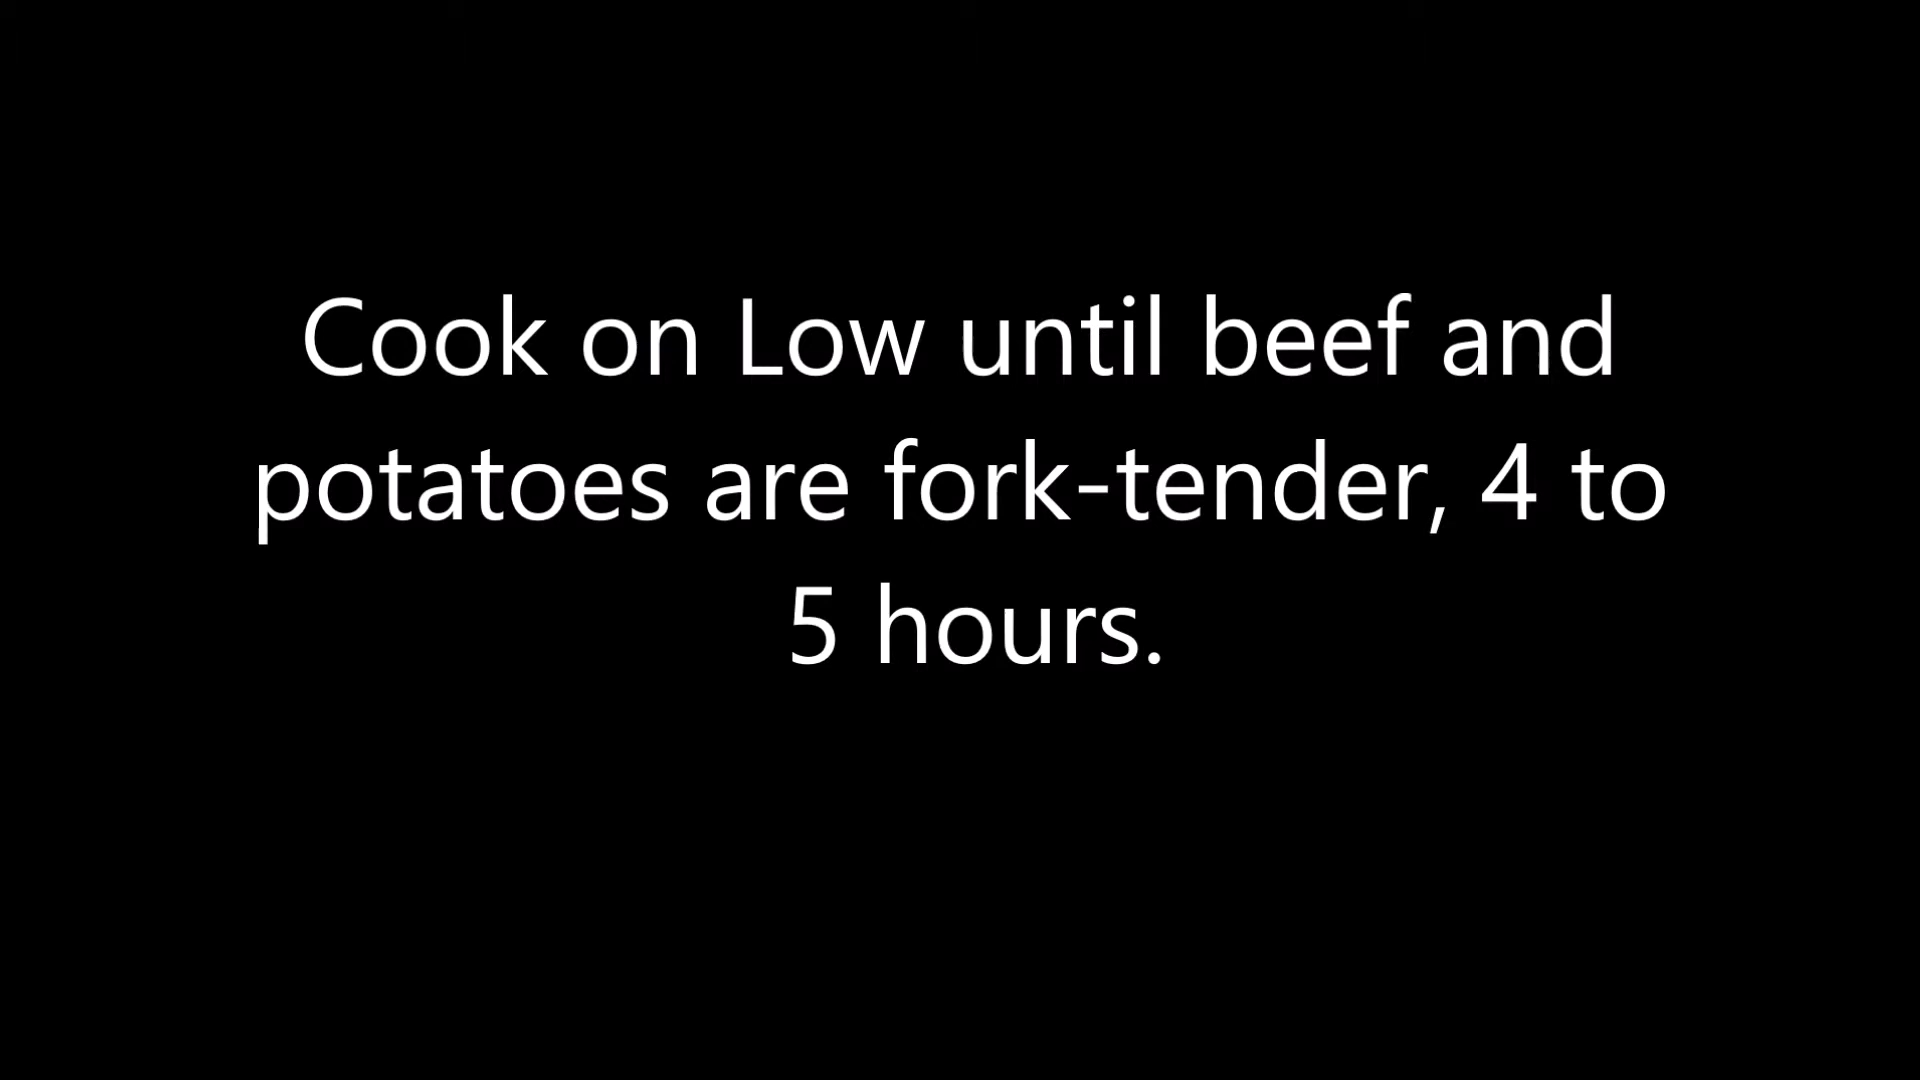 Cook on Low until beef and
potatoes are fork-tender, 4 to
5 hours.